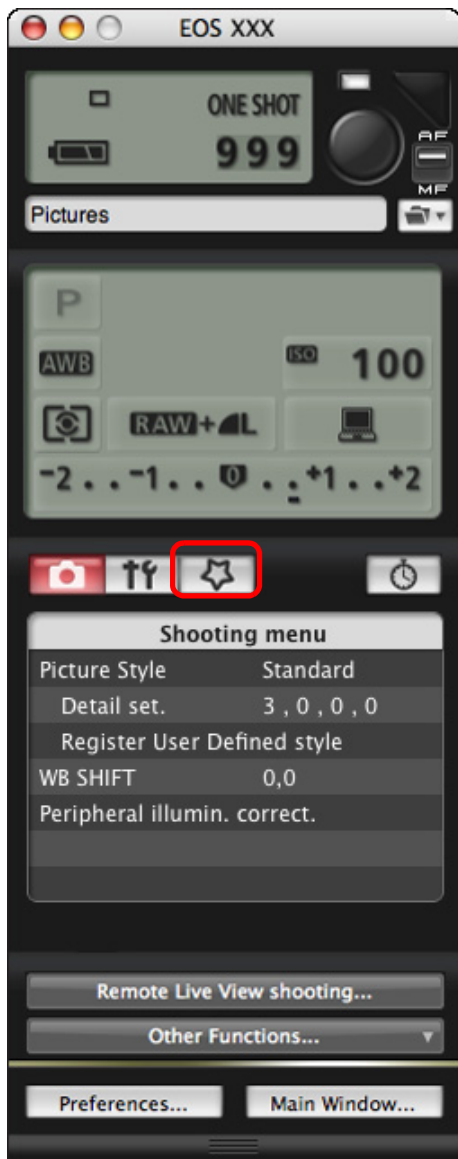 EOS XXX
ONE SHOT
999
AF
MF
Pictures
P
AWB
ISO 100
RAW+L
-2..-1..0..+1..+2
Shooting menu
Picture Style Standard
Detail set. 3 , 0 , 0 , 0
Register User Defined style
WB SHIFT 0,0
Peripheral illumin. correct.
Remote Live View shooting...
Other Functions...
Preferences... Main Window...